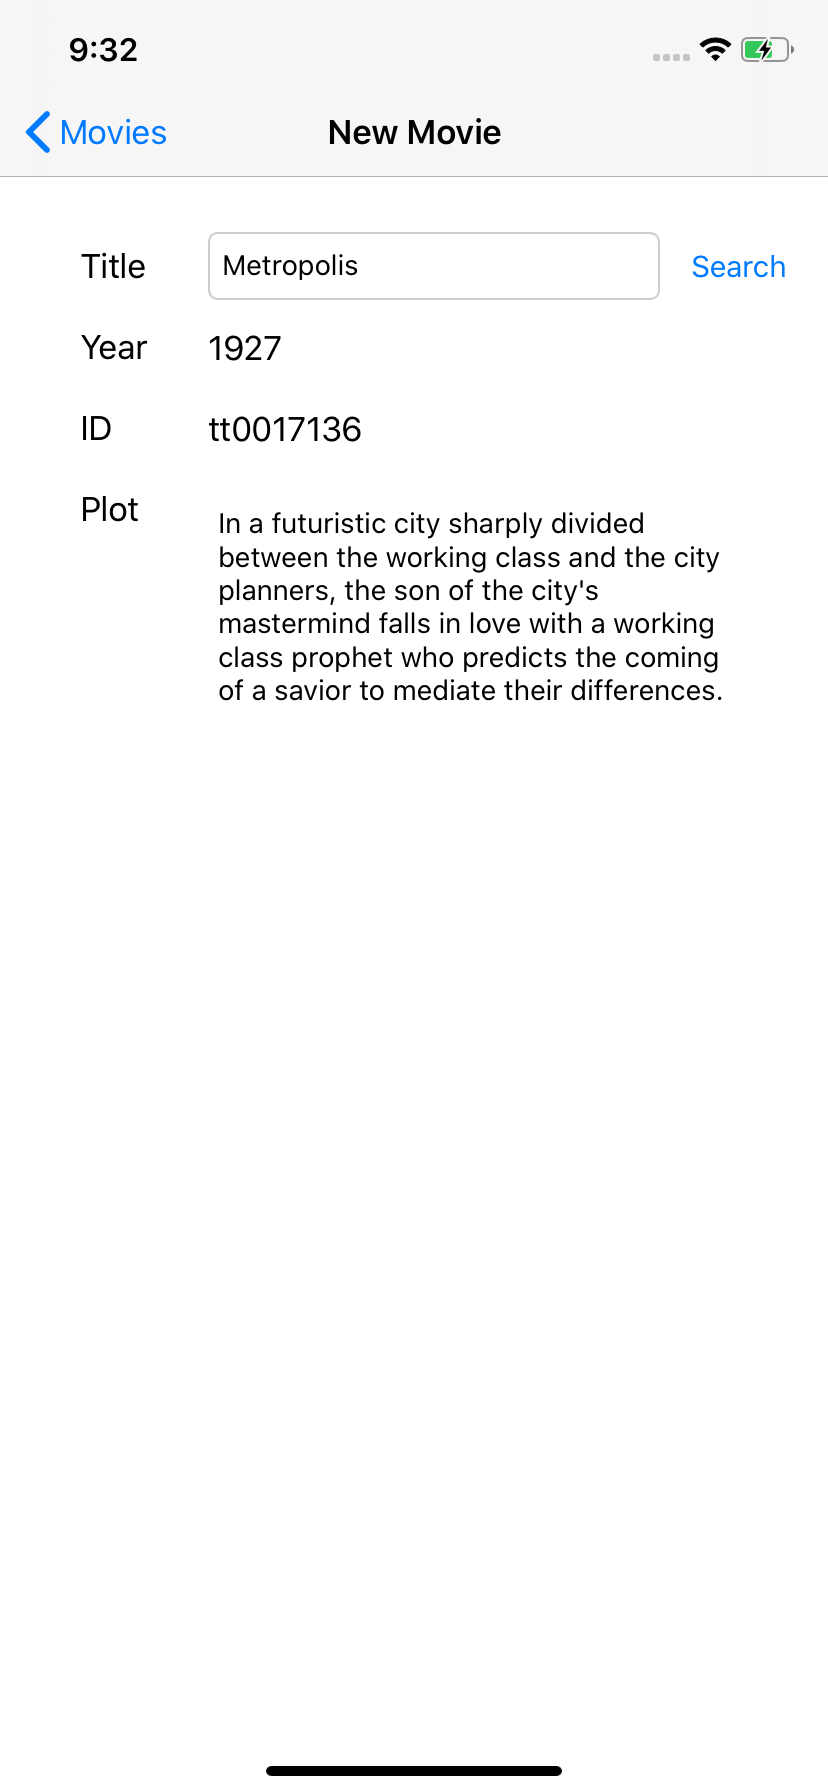 9:32
Movies
New Movie
Title Metropolis Search
Year 1927
ID tt0017136
Plot
In a futuristic city sharply divided
between the working class and the city
planners, the son of the city's
mastermind falls in love with a working
class prophet who predicts the coming
of a savior to mediate their differences.